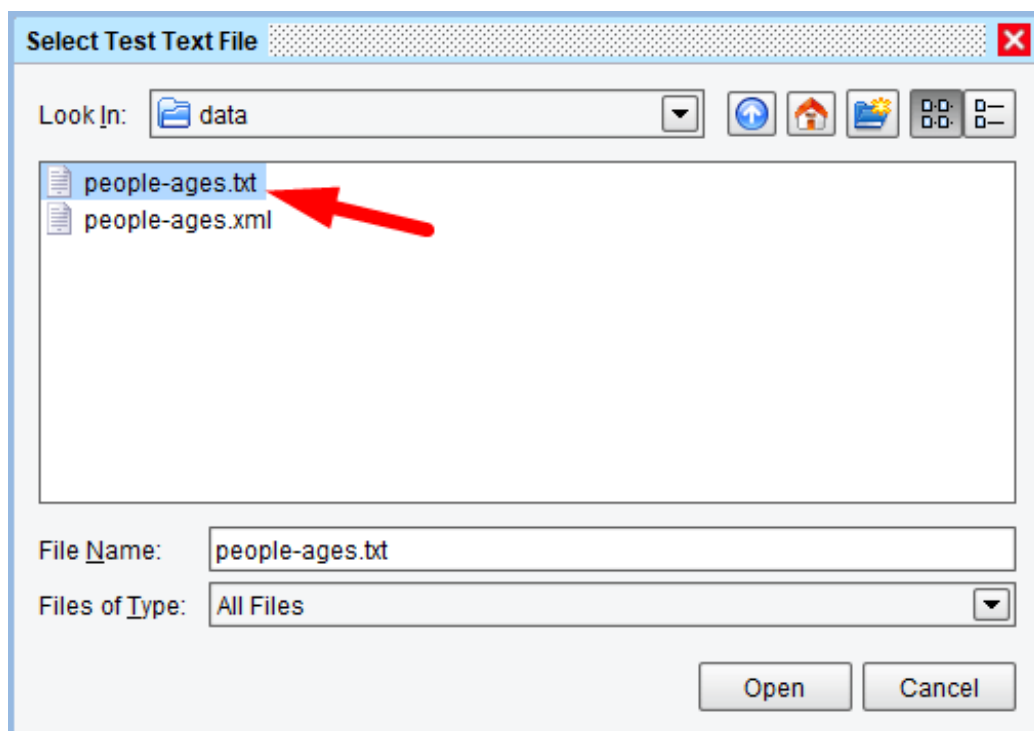 Select Test Text File
Look In: data
people-ages.txt
people-ages.xml
File Name: people-ages.txt
Files of Type: All Files
Open Cancel